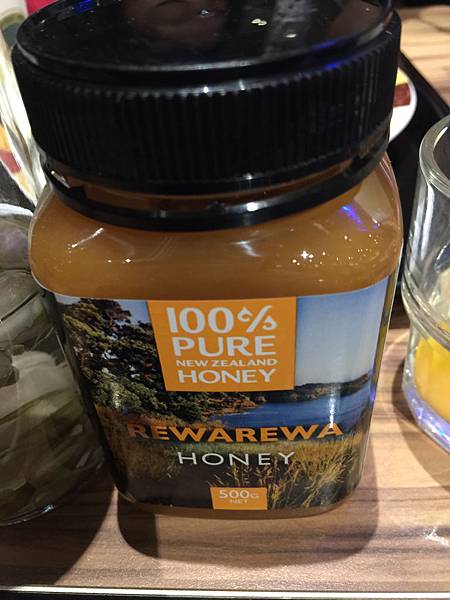 100%
PURE
NEW ZEALAND
HONEY
REWAREWA
HONEY
500G
NET